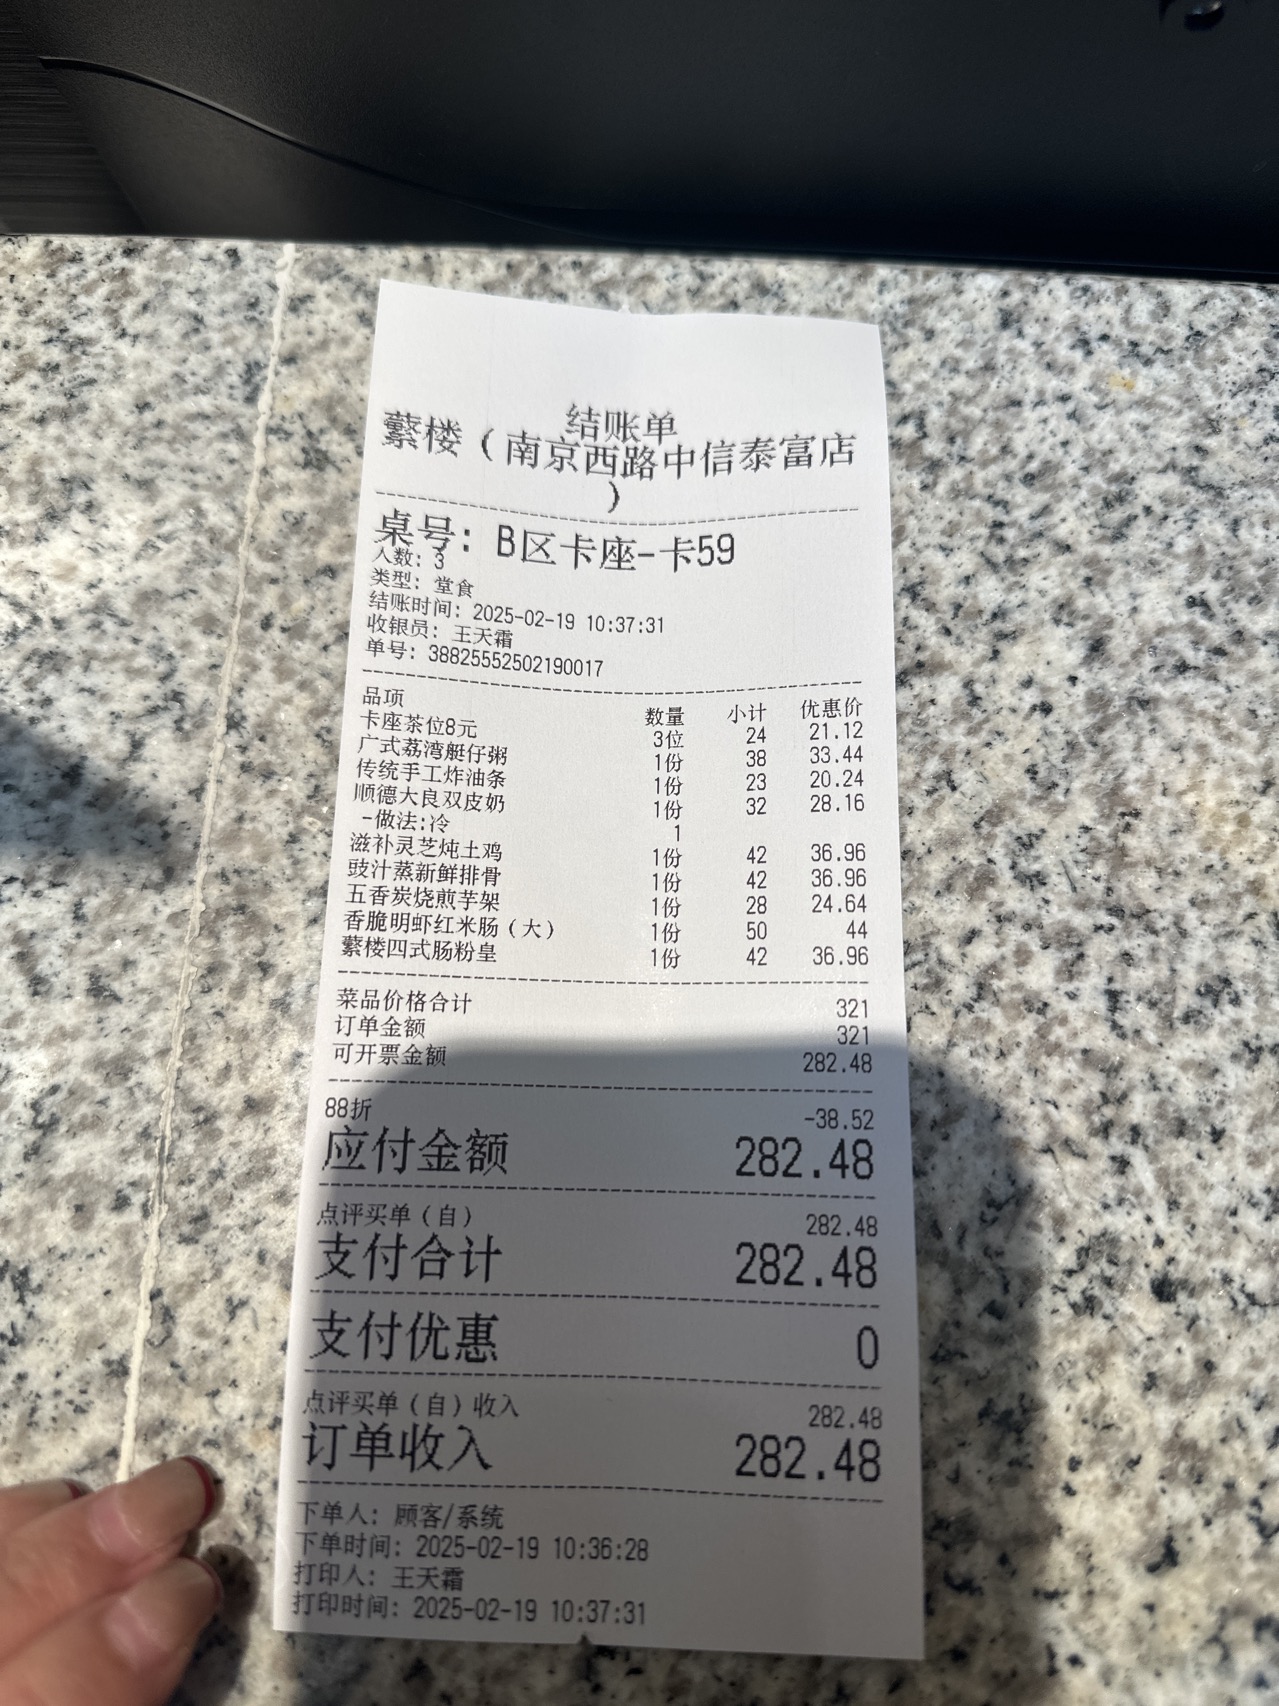 结账单
蘩楼（南京西路中信泰富店
）
桌号: B区卡座-卡59
人数: 3
类型: 堂食
结账时间: 2025-02-19 10:37:31
收银员: 王天霜
单号: 38825552502190017
品项 数量 小计 优惠价
卡座茶位8元 3位 24 21.12
广式荔湾艇仔粥 1份 38 33.44
传统手工炸油条 1份 23 20.24
顺德大良双皮奶 1份 32 28.16
-做法:冷 1
滋补灵芝炖土鸡 1份 42 36.96
豉汁蒸新鲜排骨 1份 42 36.96
五香炭烧煎芋架 1份 28 24.64
香脆明虾红米肠（大） 1份 50 44
蘩楼四式肠粉皇 1份 42 36.96
菜品价格合计 321
订单金额 321
可开票金额 282.48
88折 -38.52
应付金额 282.48
点评买单（自） 282.48
支付合计 282.48
支付优惠 0
点评买单（自）收入 282.48
订单收入 282.48
下单人: 顾客/系统
下单时间: 2025-02-19 10:36:28
打印人: 王天霜
打印时间: 2025-02-19 10:37:31